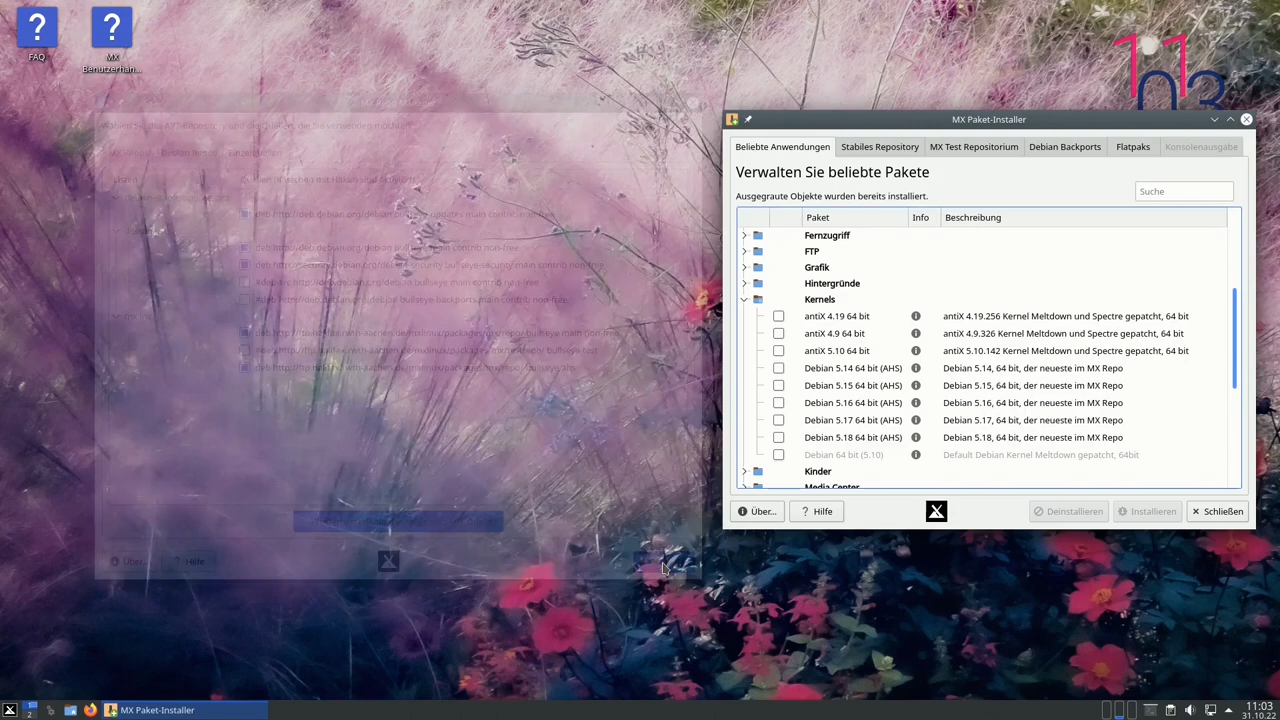 FAQ
MX
Benutzerhan...
11
03
MX Paket-Installer
Beliebte Anwendungen
Stabiles Repository
MX Test Repositorium
Debian Backports
Flatpaks
Konsolenausgabe
Verwalten Sie beliebte Pakete
Ausgegraute Objekte wurden bereits installiert.
Suche
Paket Info Beschreibung
Fernzugriff
FTP
Grafik
Hintergründe
Kernels
antiX 4.19 64 bit antiX 4.19.256 Kernel Meltdown und Spectre gepatcht, 64 bit
antiX 4.9 64 bit antiX 4.9.326 Kernel Meltdown und Spectre gepatcht, 64 bit
antiX 5.10 64 bit antiX 5.10.142 Kernel Meltdown und Spectre gepatcht, 64 bit
Debian 5.14 64 bit (AHS) Debian 5.14, 64 bit, der neueste im MX Repo
Debian 5.15 64 bit (AHS) Debian 5.15, 64 bit, der neueste im MX Repo
Debian 5.16 64 bit (AHS) Debian 5.16, 64 bit, der neueste im MX Repo
Debian 5.17 64 bit (AHS) Debian 5.17, 64 bit, der neueste im MX Repo
Debian 5.18 64 bit (AHS) Debian 5.18, 64 bit, der neueste im MX Repo
Debian 64 bit (5.10) Default Debian Kernel Meltdown gepatcht, 64bit
Kinder
Media Center
Über... Hilfe Deinstallieren Installieren Schließen
Über... Hilfe
1
2
MX Paket-Installer
11:03
31.10.22